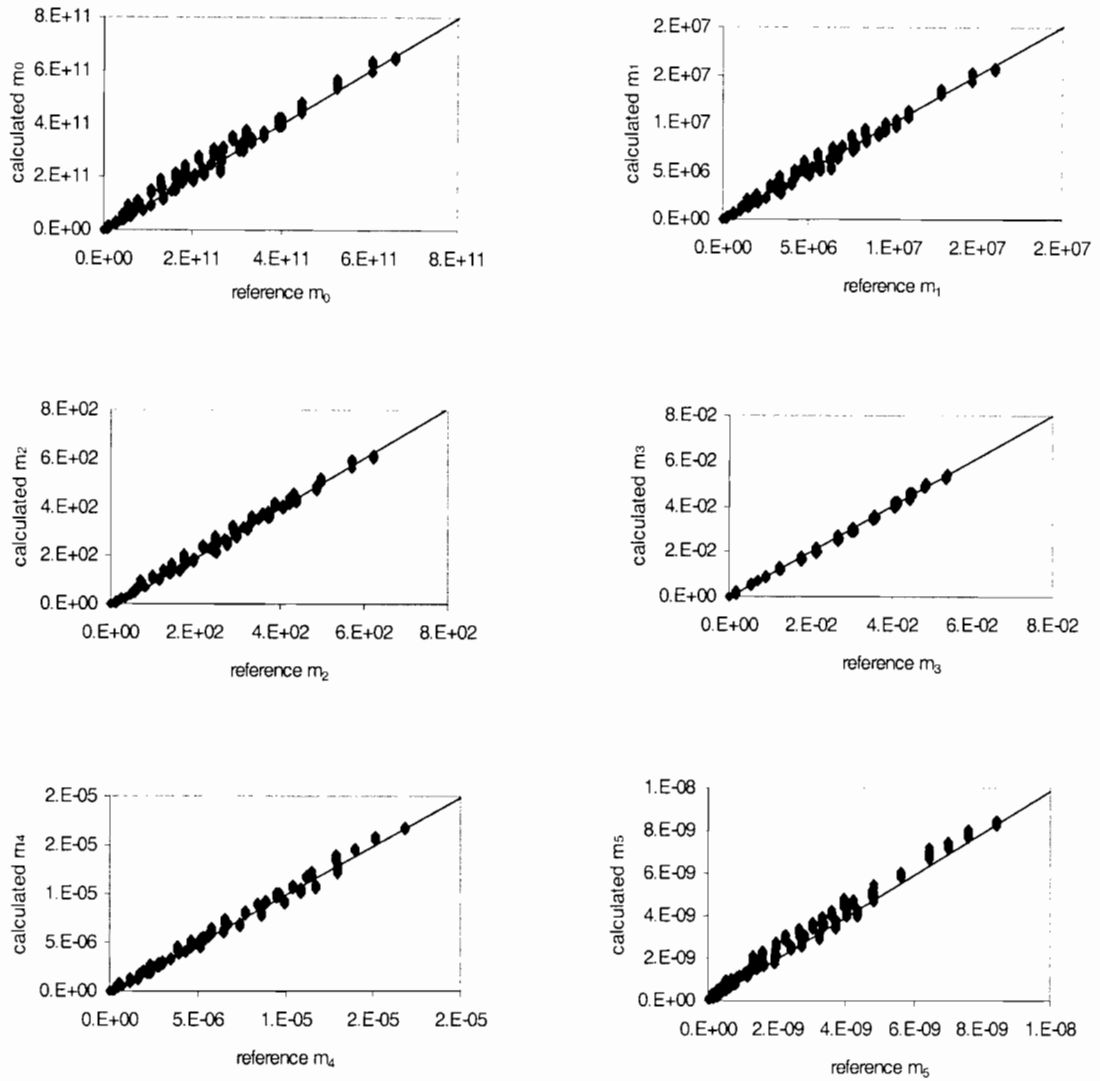 8.E+11
6.E+11
4.E+11
2.E+11
0.E+00
calculated m₀
0.E+00 2.E+11 4.E+11 6.E+11 8.E+11
reference m₀
2.E+07
2.E+07
1.E+07
5.E+06
0.E+00
calculated m₁
0.E+00 5.E+06 1.E+07 2.E+07 2.E+07
reference m₁
8.E+02
6.E+02
4.E+02
2.E+02
0.E+00
calculated m₂
0.E+00 2.E+02 4.E+02 6.E+02 8.E+02
reference m₂
8.E-02
6.E-02
4.E-02
2.E-02
0.E+00
calculated m₃
0.E+00 2.E-02 4.E-02 6.E-02 8.E-02
reference m₃
2.E-05
2.E-05
1.E-05
5.E-06
0.E+00
calculated m₄
0.E+00 5.E-06 1.E-05 2.E-05 2.E-05
reference m₄
1.E-08
8.E-09
6.E-09
4.E-09
2.E-09
0.E+00
calculated m₅
0.E+00 2.E-09 4.E-09 6.E-09 8.E-09 1.E-08
reference m₅